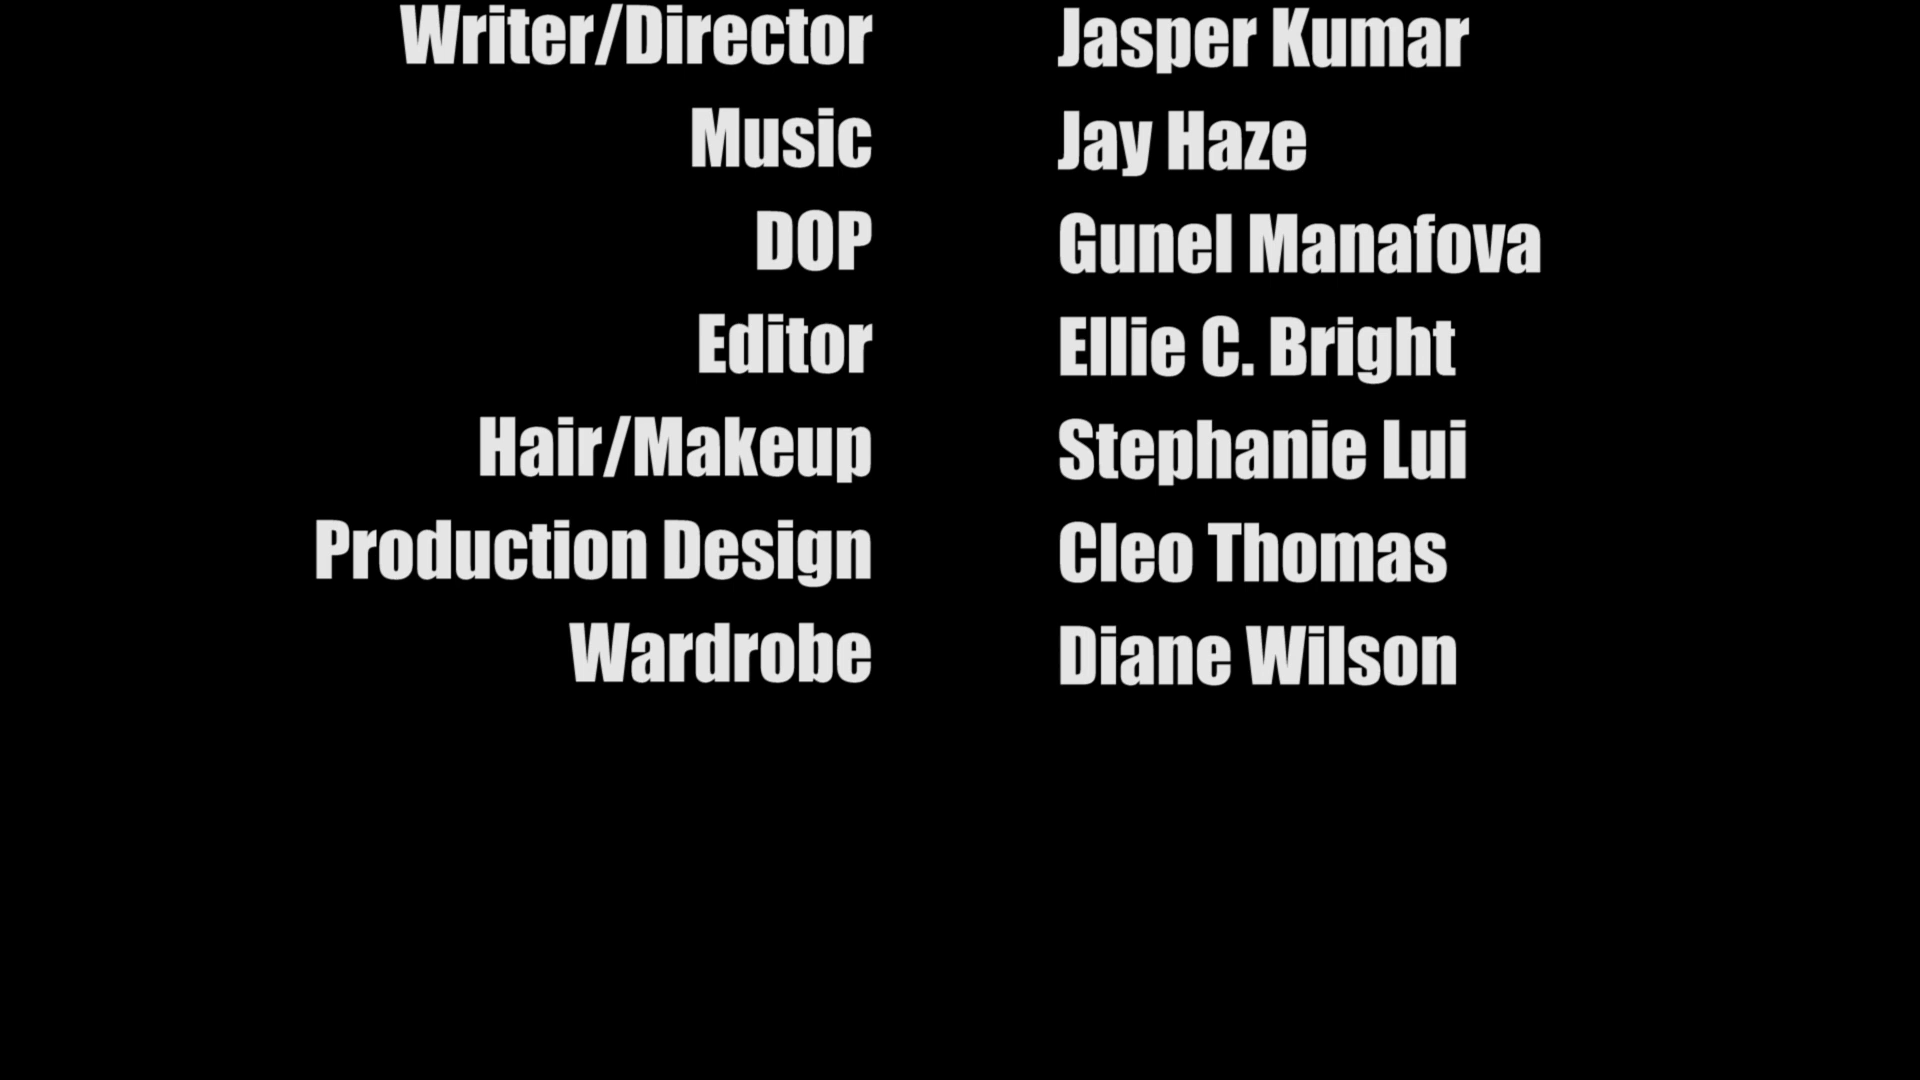 Writer/Director Jasper Kumar
Music Jay Haze
DOP Gunel Manafova
Editor Ellie C. Bright
Hair/Makeup Stephanie Lui
Production Design Cleo Thomas
Wardrobe Diane Wilson